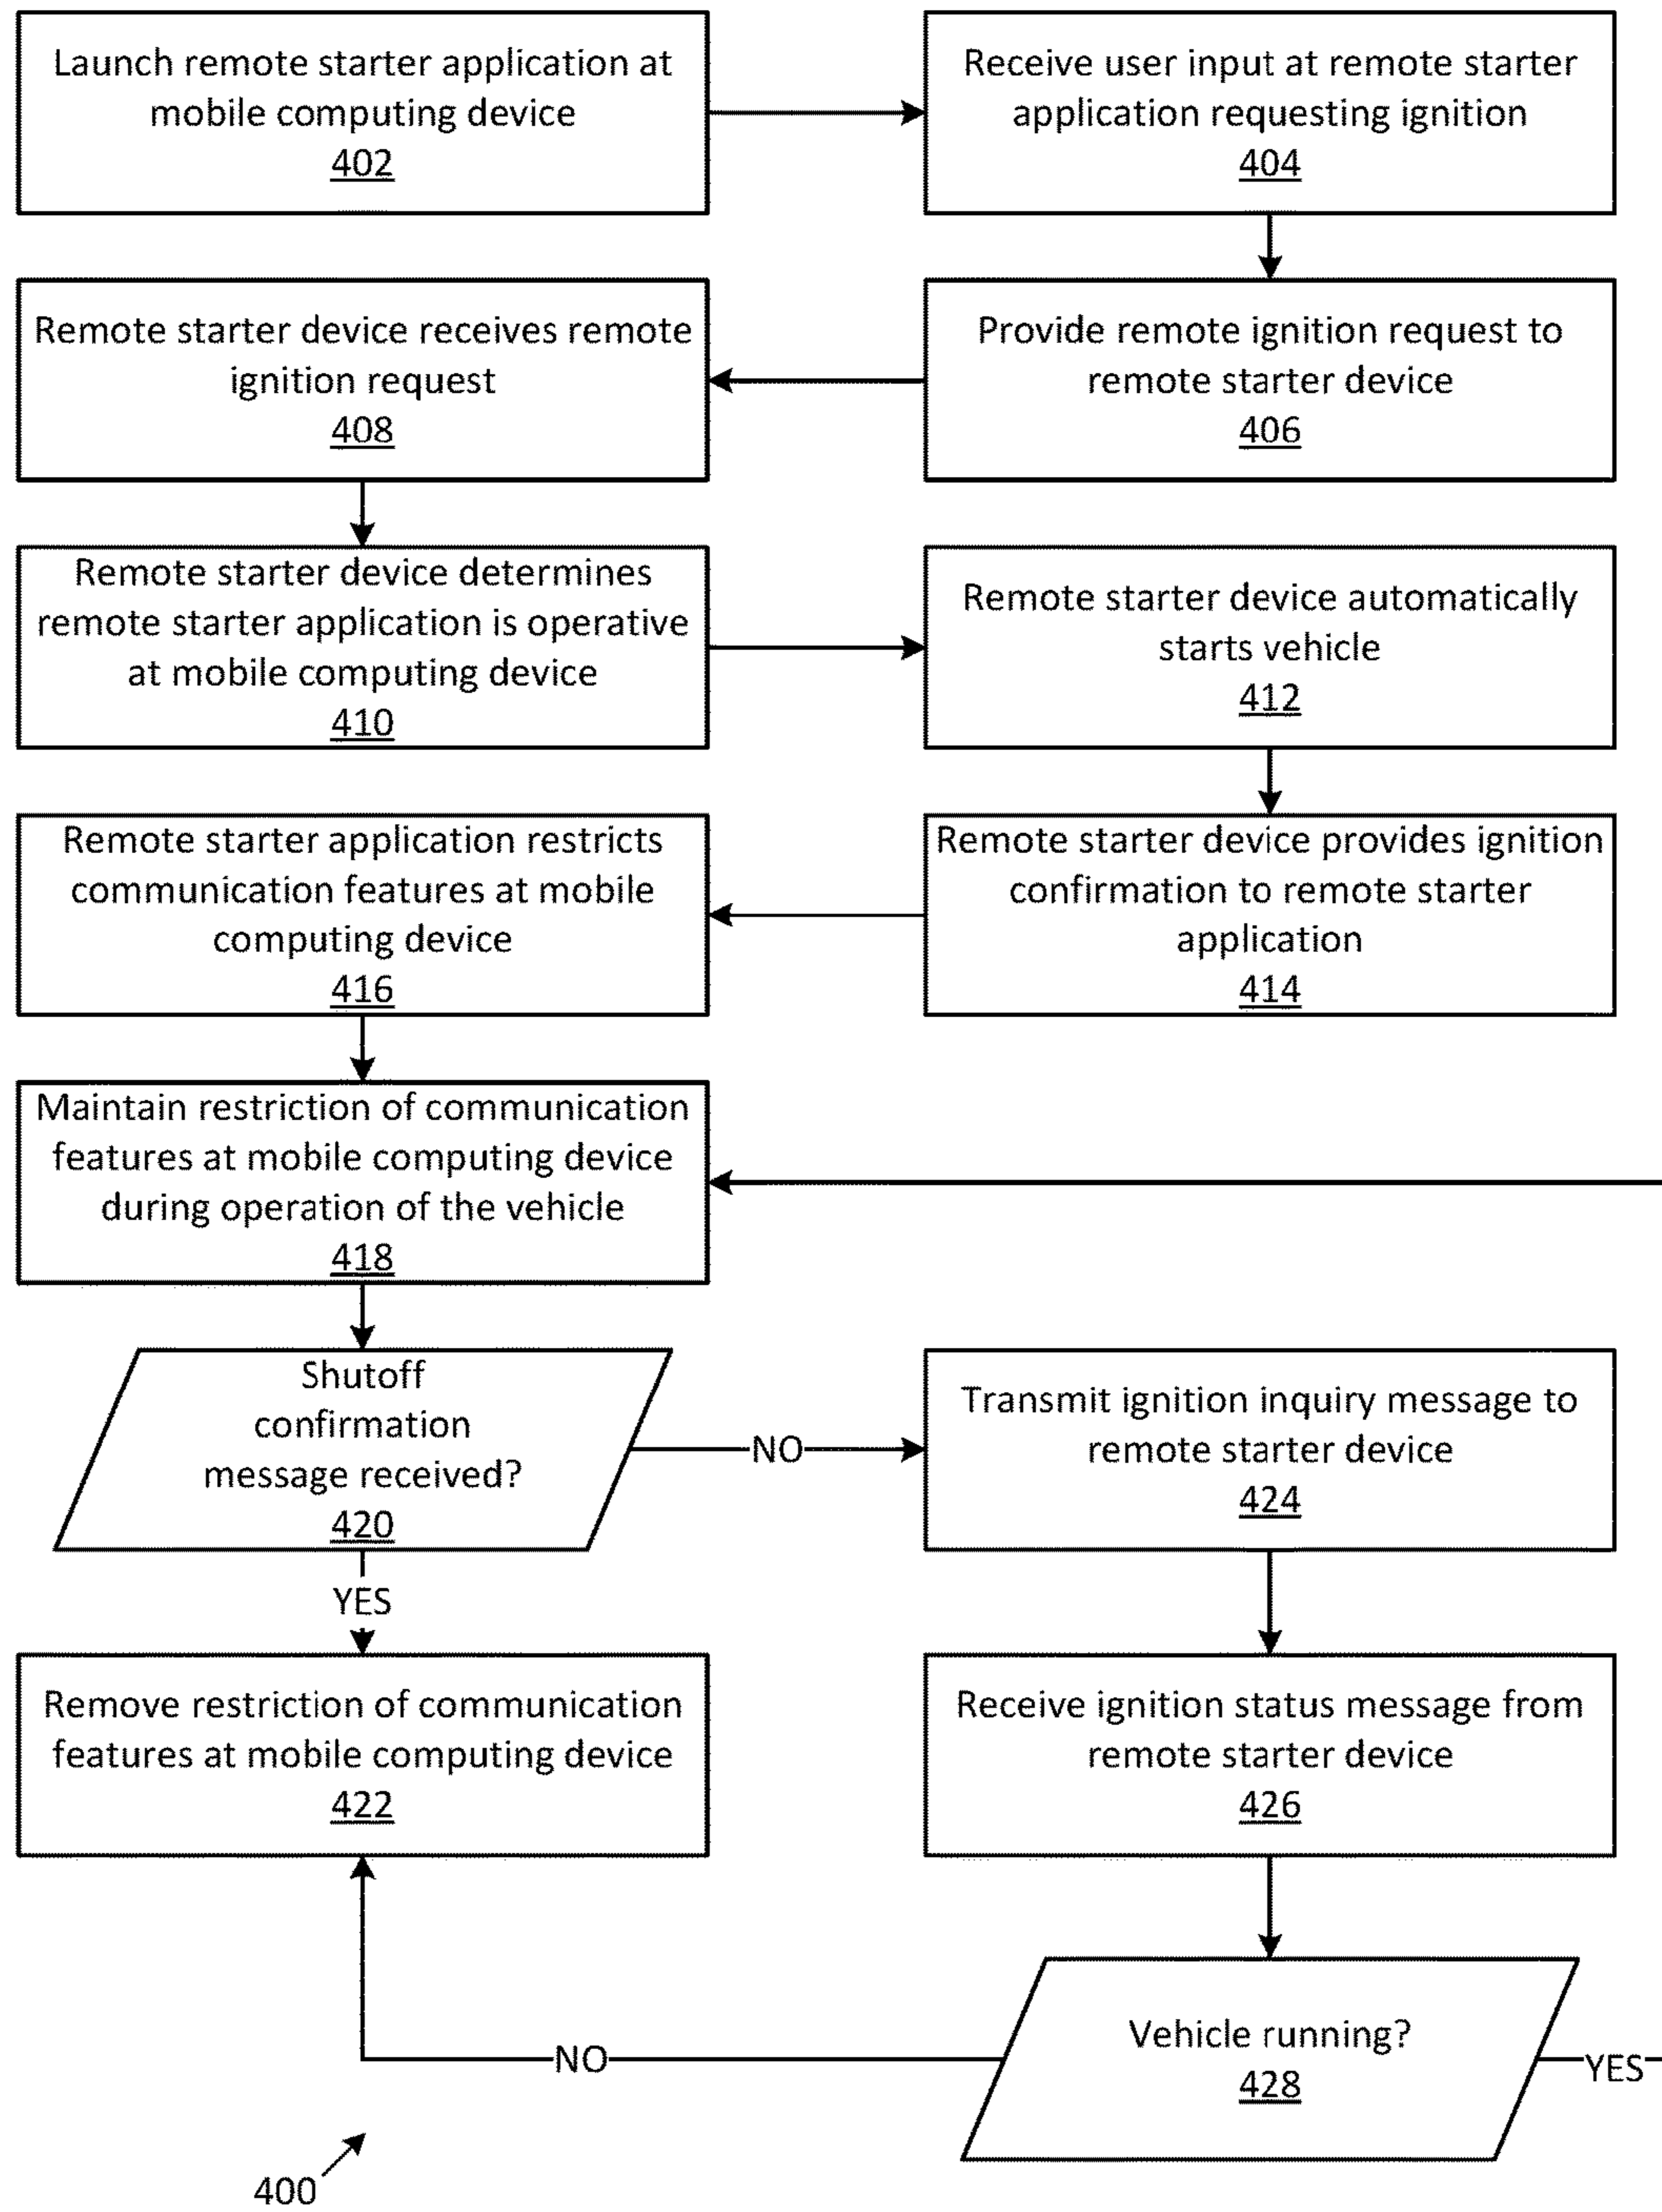 Launch remote starter application at
mobile computing device
402
Receive user input at remote starter
application requesting ignition
404
Provide remote ignition request to
remote starter device
406
Remote starter device receives remote
ignition request
408
Remote starter device determines
remote starter application is operative
at mobile computing device
410
Remote starter device automatically
starts vehicle
412
Remote starter device provides ignition
confirmation to remote starter
application
414
Remote starter application restricts
communication features at mobile
computing device
416
Maintain restriction of communication
features at mobile computing device
during operation of the vehicle
418
Shutoff
confirmation
message received?
420
NO
YES
Transmit ignition inquiry message to
remote starter device
424
Remove restriction of communication
features at mobile computing device
422
Receive ignition status message from
remote starter device
426
Vehicle running?
428
NO
YES
400